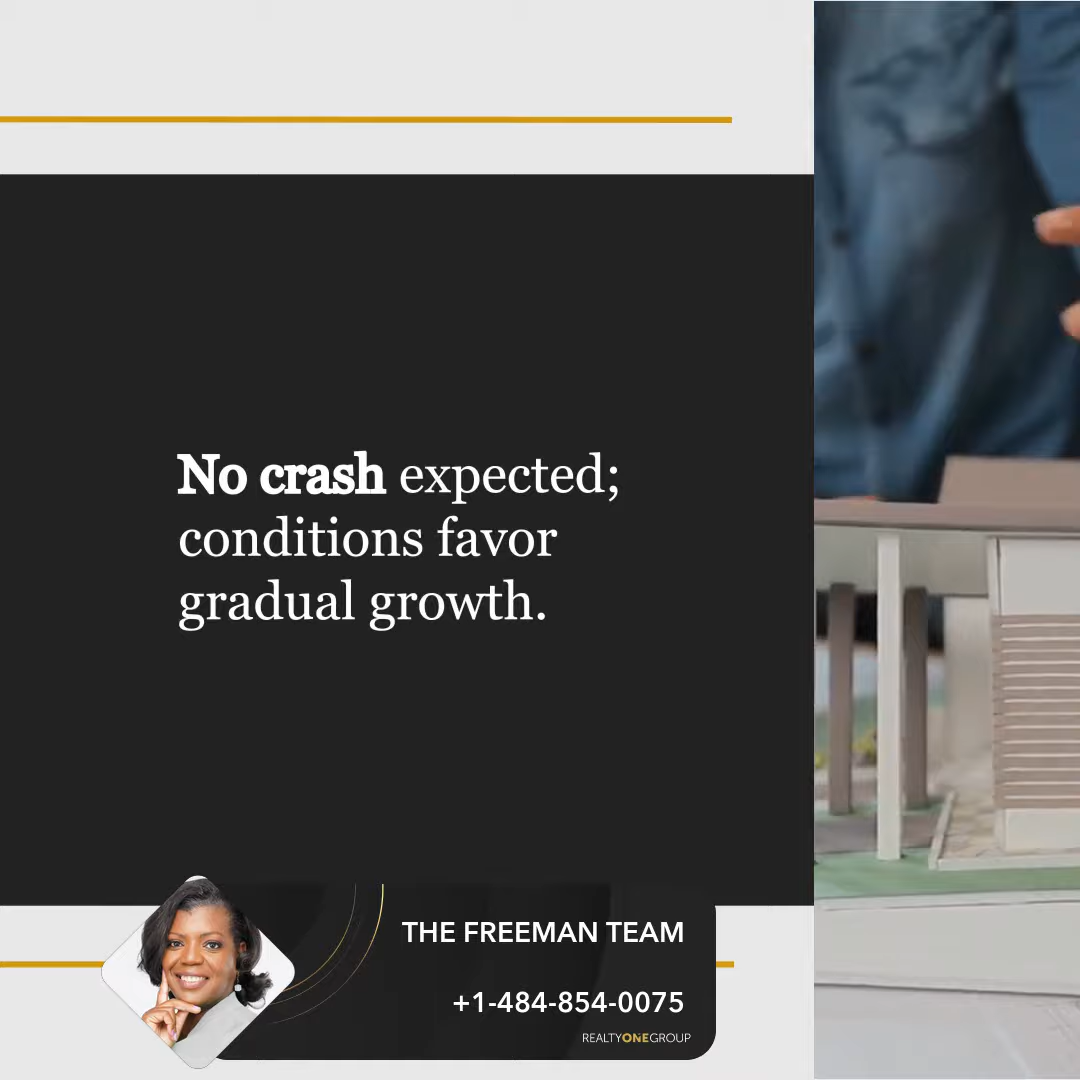 No crash expected;
conditions favor
gradual growth.
THE FREEMAN TEAM
+1-484-854-0075
REALTYONEGROUP